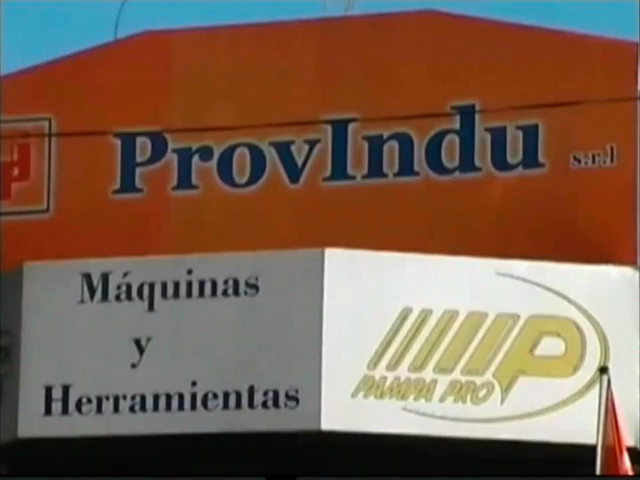 ProvIndu s.r.l
Máquinas
y
Herramientas
P
PAMPA PRO